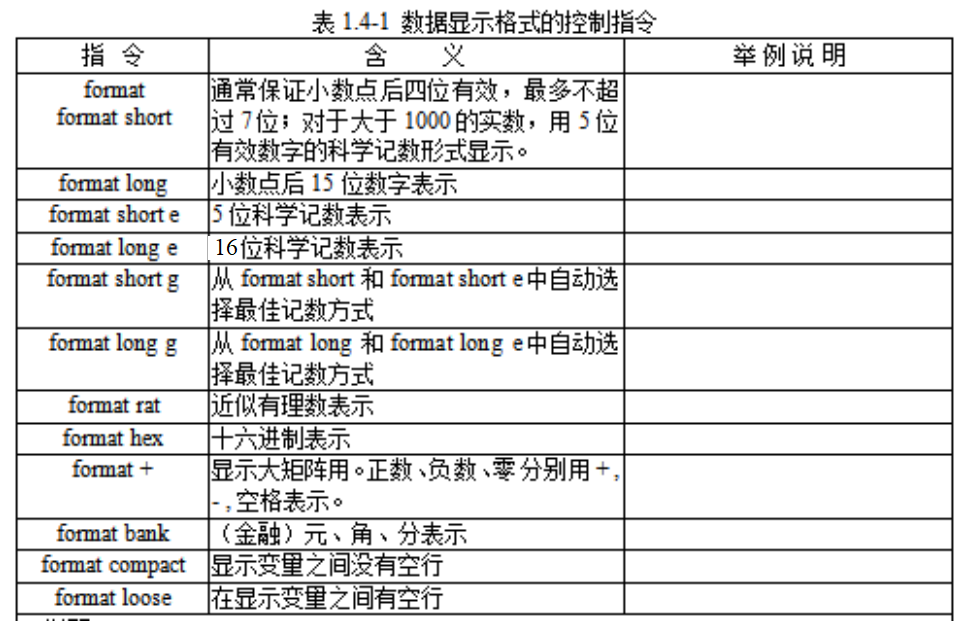 表 1.4-1 数据显示格式的控制指令
指 令 含 义 举例说明
format 通常保证小数点后四位有效，最多不超
format short 过 7位；对于大于 1000 的实数，用 5 位
有效数字的科学记数形式显示。
format long 小数点后 15 位数字表示
format short e 5 位科学记数表示
format long e 16位科学记数表示
format short g 从 format short 和 format short e中自动选
择最佳记数方式
format long g 从 format long 和 format long e中自动选
择最佳记数方式
format rat 近似有理数表示
format hex 十六进制表示
format + 显示大矩阵用。正数、负数、零分别用 +,
- ,空格表示。
format bank （金融）元、角、分表示
format compact 显示变量之间没有空行
format loose 在显示变量之间有空行